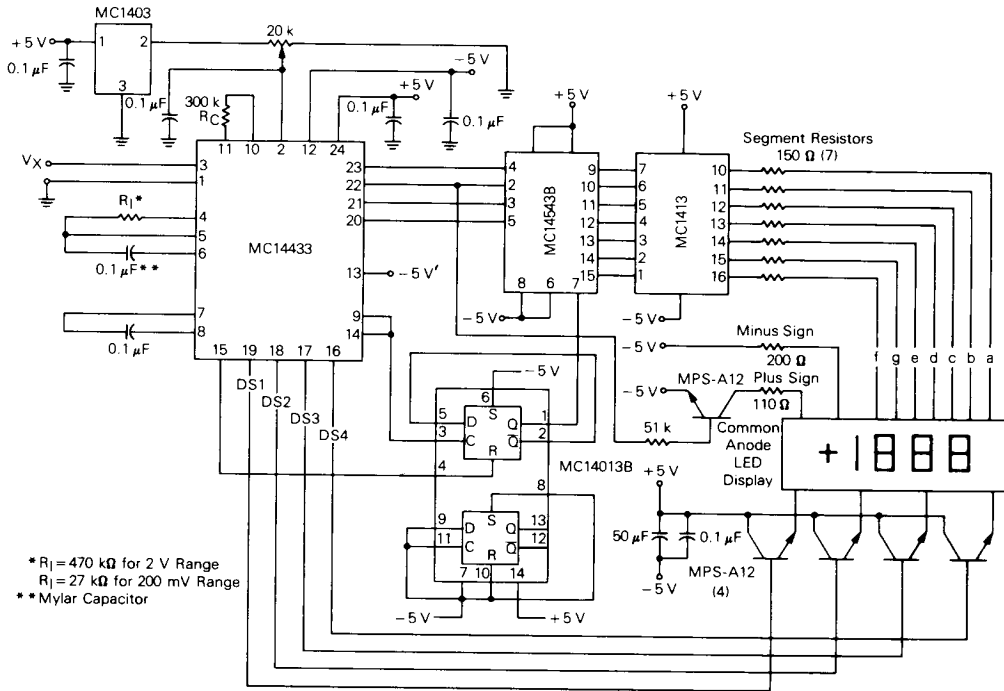 MC1403
+5 V
1
2
3
0.1 μF
20 k
0.1 μF
300 k
R_C
−5 V
+5 V
0.1 μF
0.1 μF
11
10
2
12
24
V_X
3
1
R_I*
4
5
6
0.1 μF**
7
8
0.1 μF
MC14433
23
22
21
20
13
−5 V′
9
14
15
19
18
17
16
DS1
DS2
DS3
DS4
+5 V
4
2
3
5
MC14543B
9
10
11
12
13
14
15
8
6
7
−5 V
+5 V
7
6
5
4
3
2
1
MC1413
10
11
12
13
14
15
16
−5 V
Segment Resistors
150 Ω (7)
Minus Sign
200 Ω
−5 V
MPS-A12
Plus Sign
110 Ω
51 k
f
g
e
d
c
b
a
Common
Anode
LED
Display
+1888
−5 V
6
5
D
S
Q
1
3
C
Q̅
2
R
4
MC14013B
8
9
D
S
Q
13
11
C
Q̅
12
R
7
10
14
−5 V
+5 V
+5 V
50 μF
0.1 μF
−5 V
MPS-A12
(4)
*R_I = 470 kΩ for 2 V Range
R_I = 27 kΩ for 200 mV Range
**Mylar Capacitor